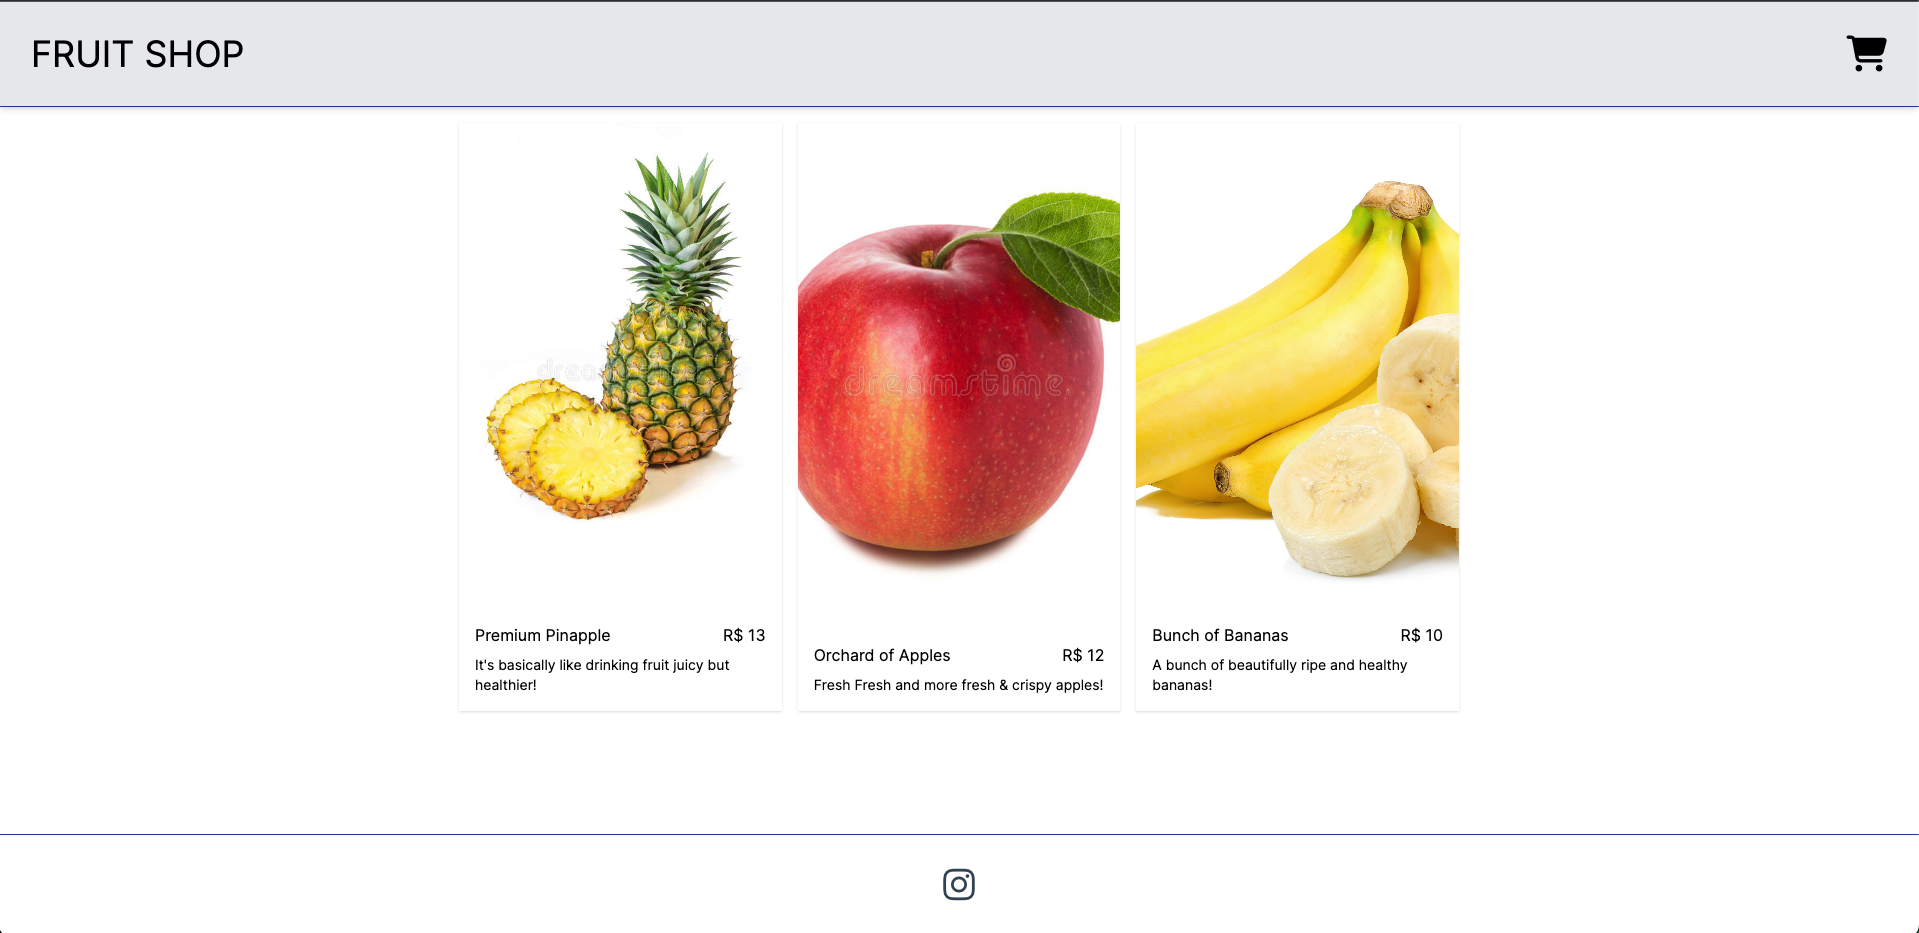 FRUIT SHOP
dreamstime
Premium Pinapple R$ 13
It's basically like drinking fruit juicy but
healthier!
Orchard of Apples R$ 12
Fresh Fresh and more fresh & crispy apples!
Bunch of Bananas R$ 10
A bunch of beautifully ripe and healthy
bananas!